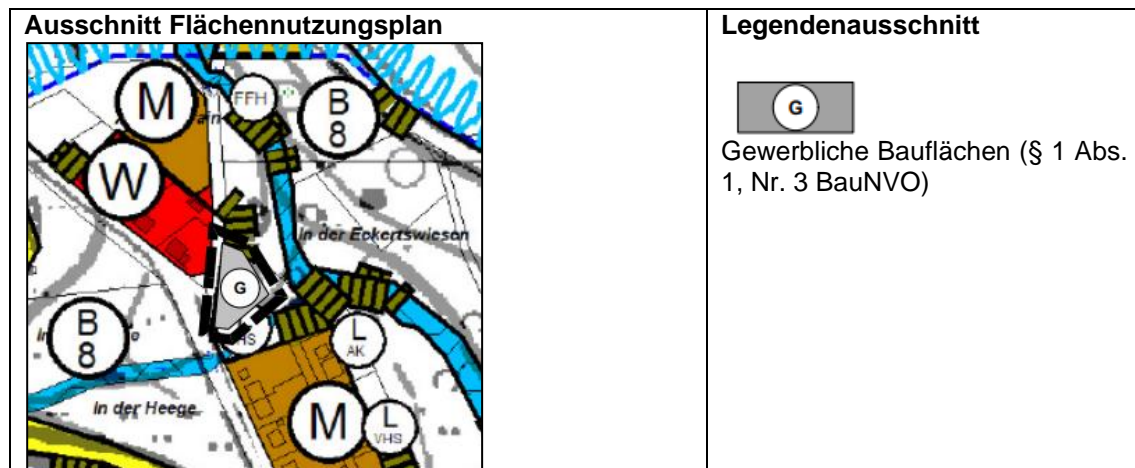 Ausschnitt Flächennutzungsplan
Legendenausschnitt
G
Gewerbliche Bauflächen (§ 1 Abs.
1, Nr. 3 BauNVO)
M
FFH
B
8
W
In der Eckertswiesen
G
B
8
HS
L
AK
In der Heege
M
L
VHS